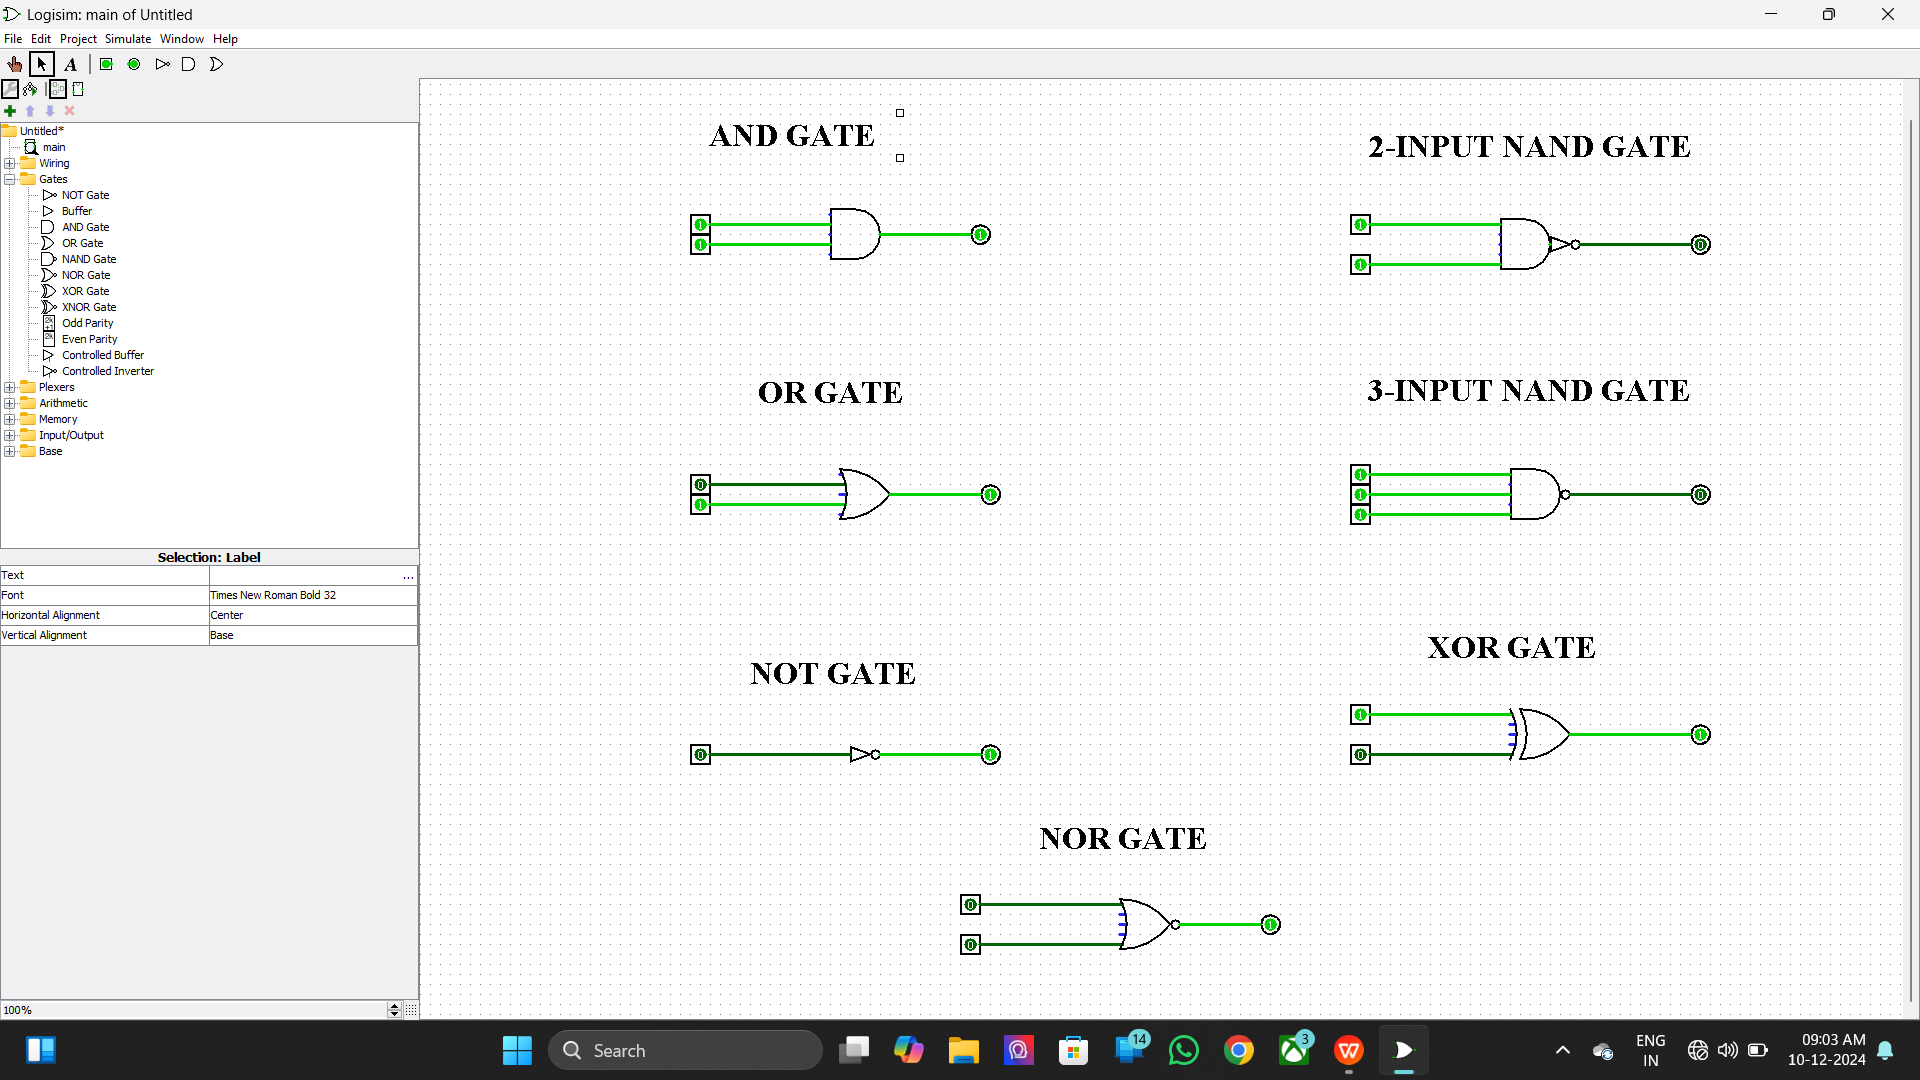 Logisim: main of Untitled
File Edit Project Simulate Window Help
A
Untitled*
main
Wiring
Gates
NOT Gate
Buffer
AND Gate
OR Gate
NAND Gate
NOR Gate
XOR Gate
XNOR Gate
Odd Parity
Even Parity
Controlled Buffer
Controlled Inverter
Plexers
Arithmetic
Memory
Input/Output
Base
Selection: Label
Text ...
Font Times New Roman Bold 32
Horizontal Alignment Center
Vertical Alignment Base
100%
AND GATE
1
1
1
2-INPUT NAND GATE
1
1
0
OR GATE
0
1
1
3-INPUT NAND GATE
1
1
1
0
NOT GATE
0
1
XOR GATE
1
0
1
NOR GATE
0
0
1
Search
14
3
W
ENG
IN
09:03 AM
10-12-2024